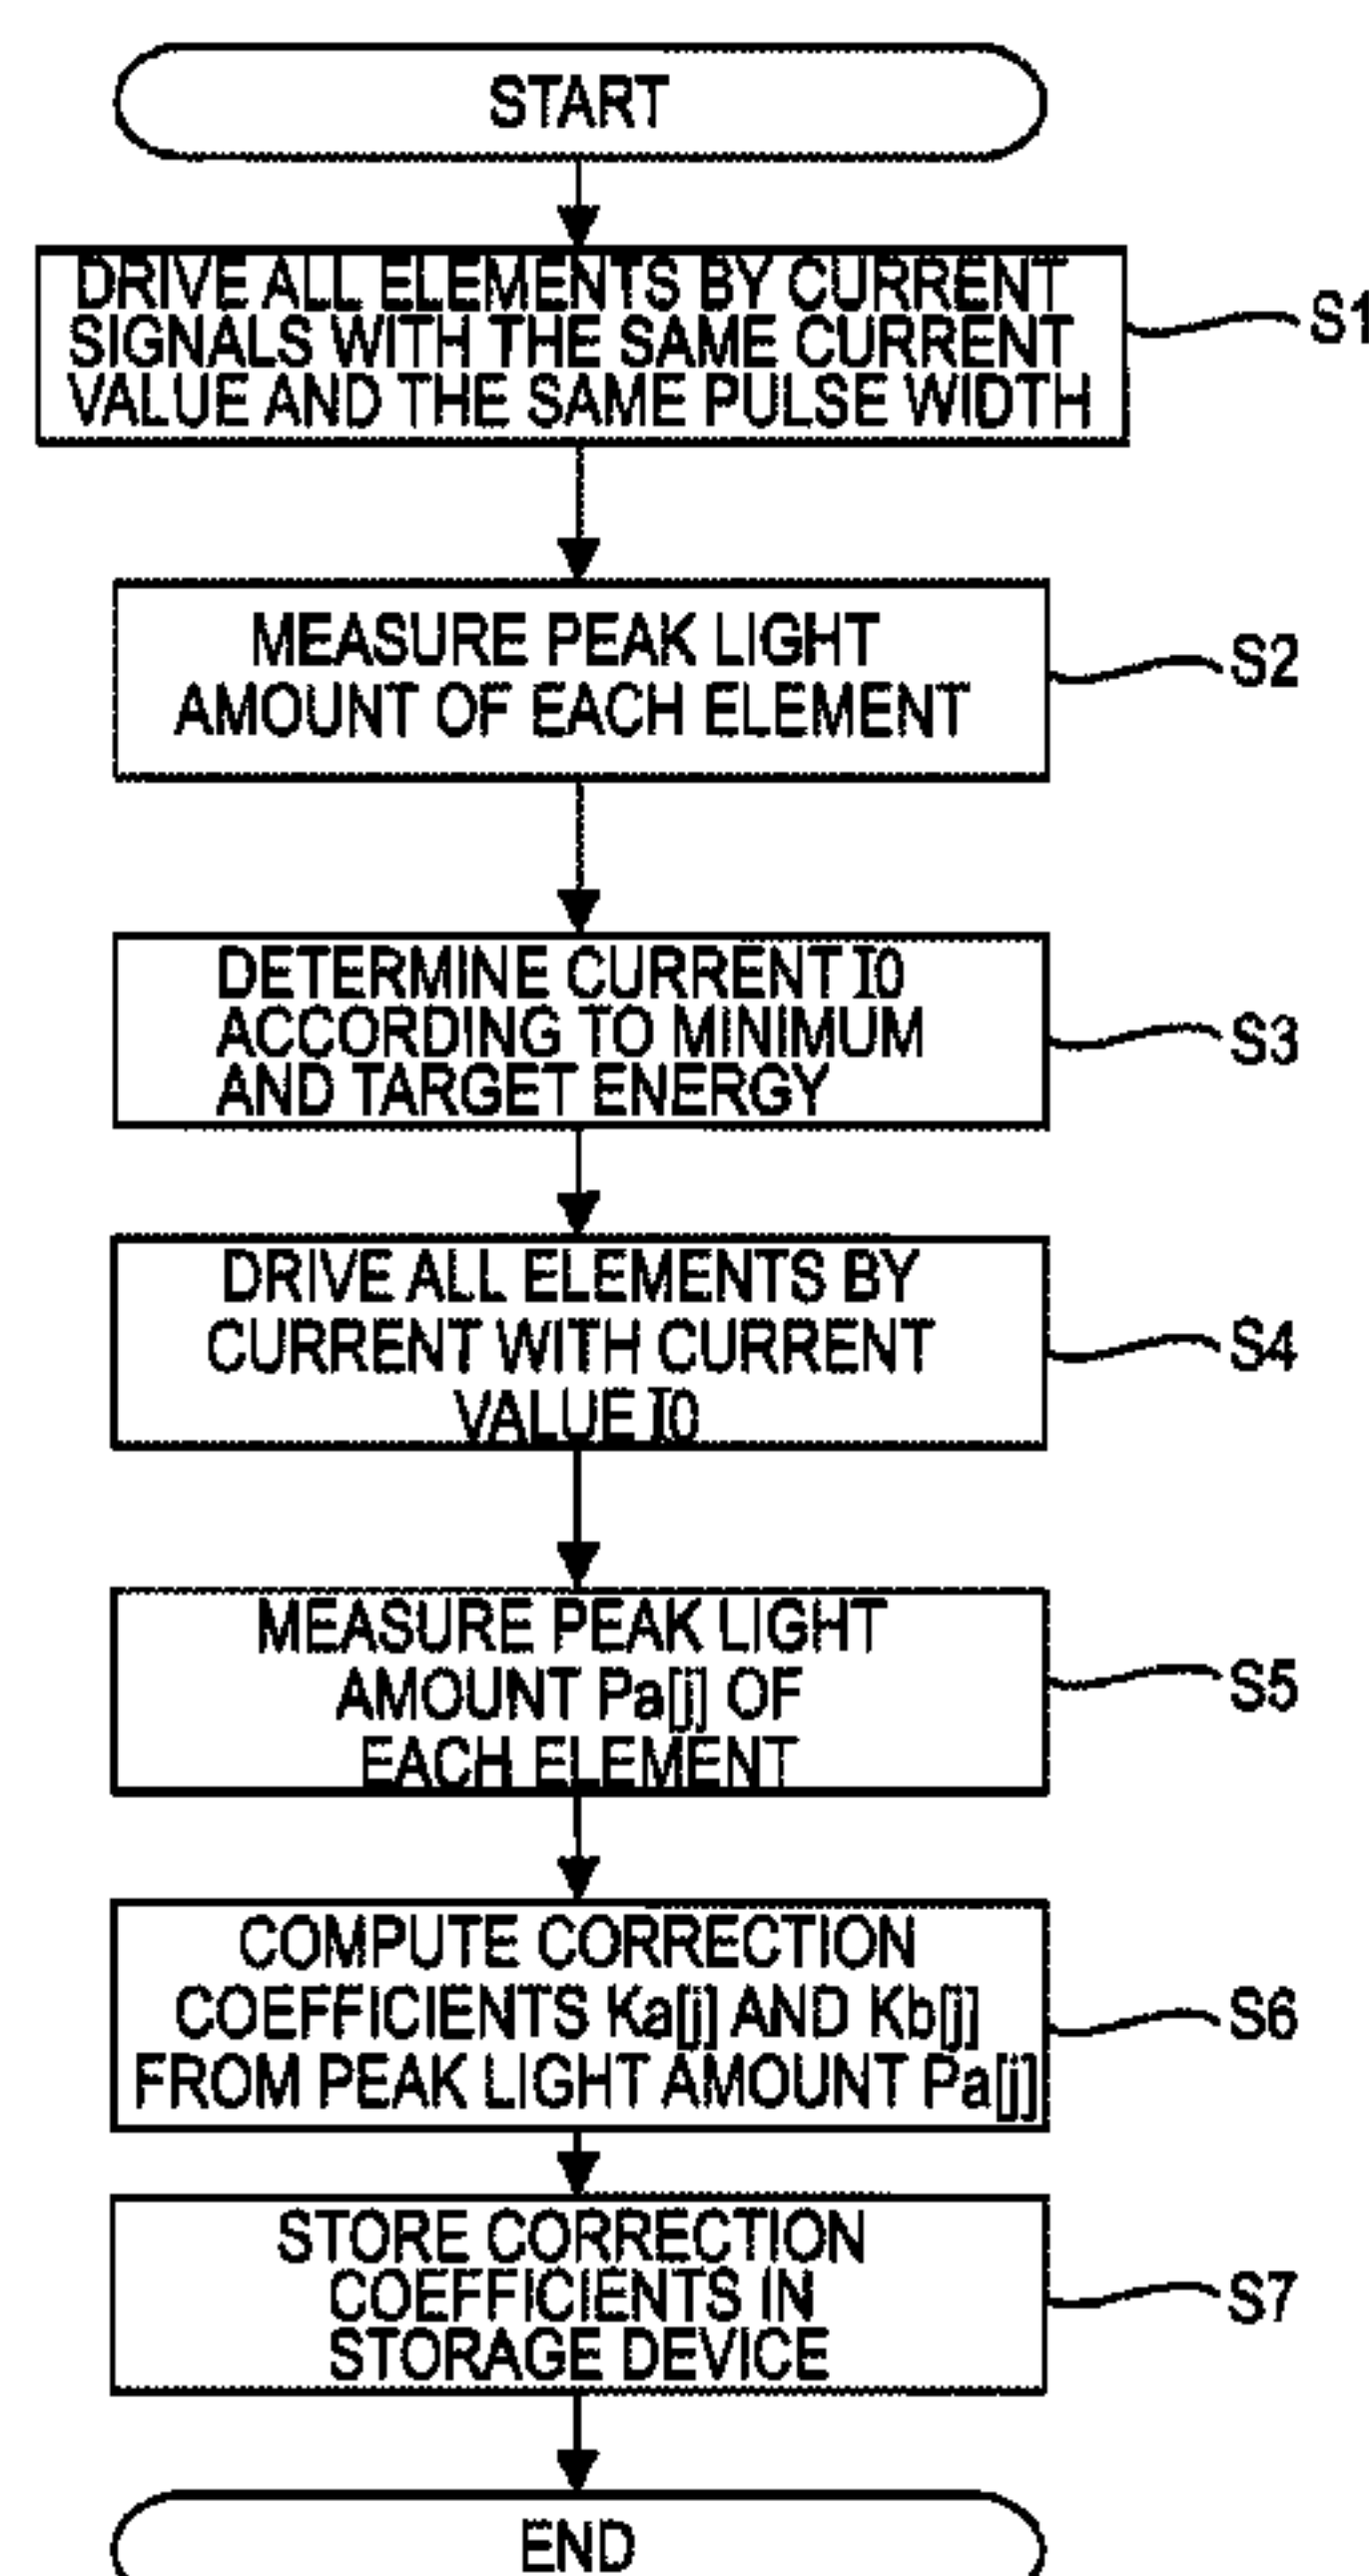 START
DRIVE ALL ELEMENTS BY CURRENT
SIGNALS WITH THE SAME CURRENT
VALUE AND THE SAME PULSE WIDTH
S1
MEASURE PEAK LIGHT
AMOUNT OF EACH ELEMENT
S2
DETERMINE CURRENT I0
ACCORDING TO MINIMUM
AND TARGET ENERGY
S3
DRIVE ALL ELEMENTS BY
CURRENT WITH CURRENT
VALUE I0
S4
MEASURE PEAK LIGHT
AMOUNT Pa[j] OF
EACH ELEMENT
S5
COMPUTE CORRECTION
COEFFICIENTS Ka[j] AND Kb[j]
FROM PEAK LIGHT AMOUNT Pa[j]
S6
STORE CORRECTION
COEFFICIENTS IN
STORAGE DEVICE
S7
END